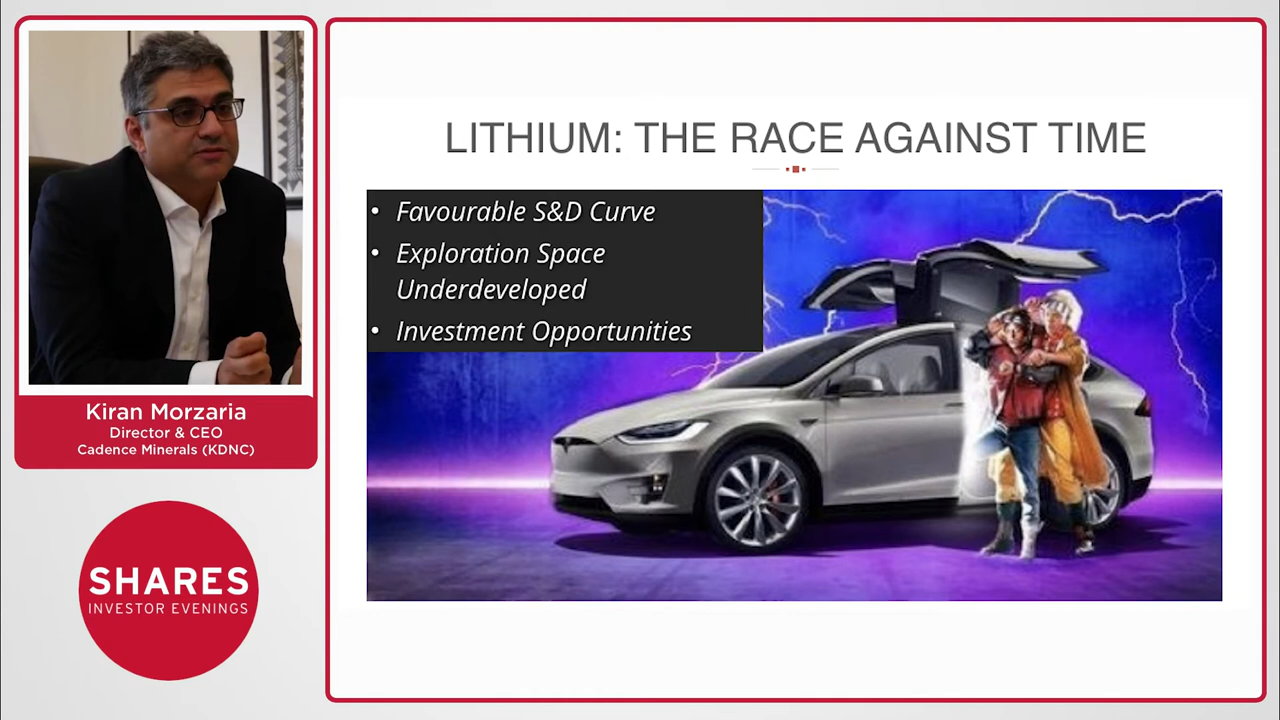 Kiran Morzaria
Director & CEO
Cadence Minerals (KDNC)
SHARES
INVESTOR EVENINGS
LITHIUM: THE RACE AGAINST TIME
• Favourable S&D Curve
• Exploration Space
Underdeveloped
• Investment Opportunities